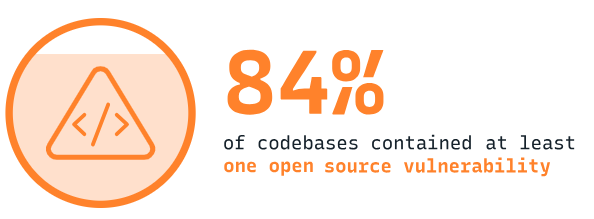 </>
84%
of codebases contained at least
one open source vulnerability